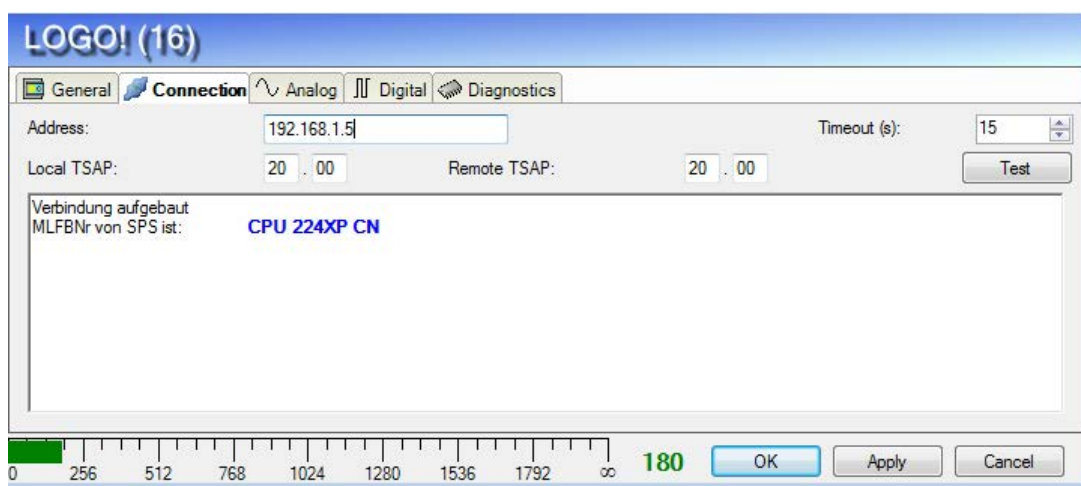 LOGO! (16)
General Connection Analog Digital Diagnostics
Address: 192.168.1.5 Timeout (s): 15
Local TSAP: 20 . 00 Remote TSAP: 20 . 00 Test
Verbindung aufgebaut
MLFBNr von SPS ist: CPU 224XP CN
0 256 512 768 1024 1280 1536 1792 ∞ 180 OK Apply Cancel